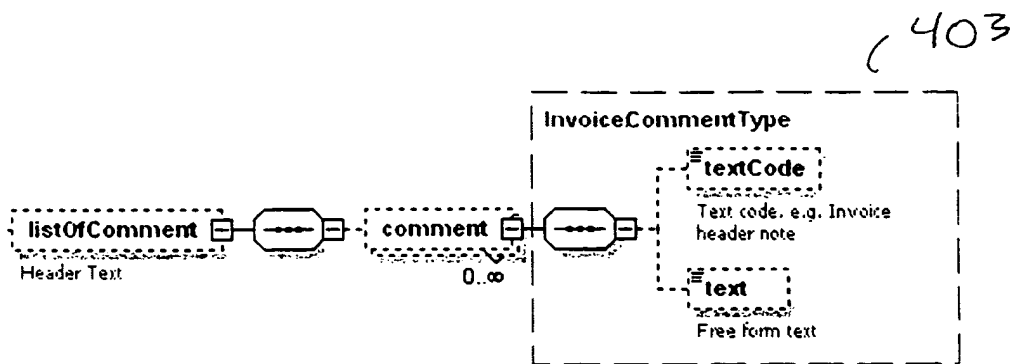 403
InvoiceCommentType
textCode
Text code, e.g. Invoice
header note
listOfComment
Header Text
comment
0..∞
text
Free form text